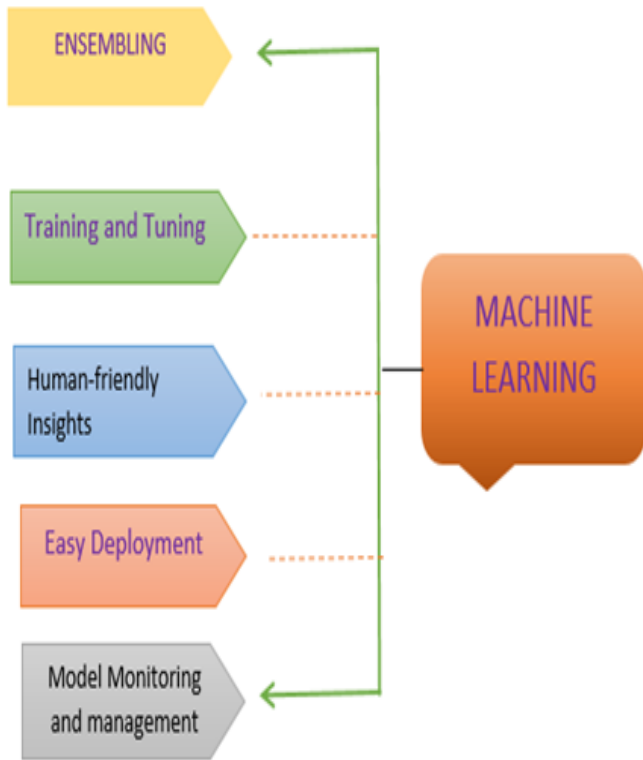 ENSEMBLING
Training and Tuning
Human-friendly
Insights
Easy Deployment
Model Monitoring
and management
MACHINE
LEARNING